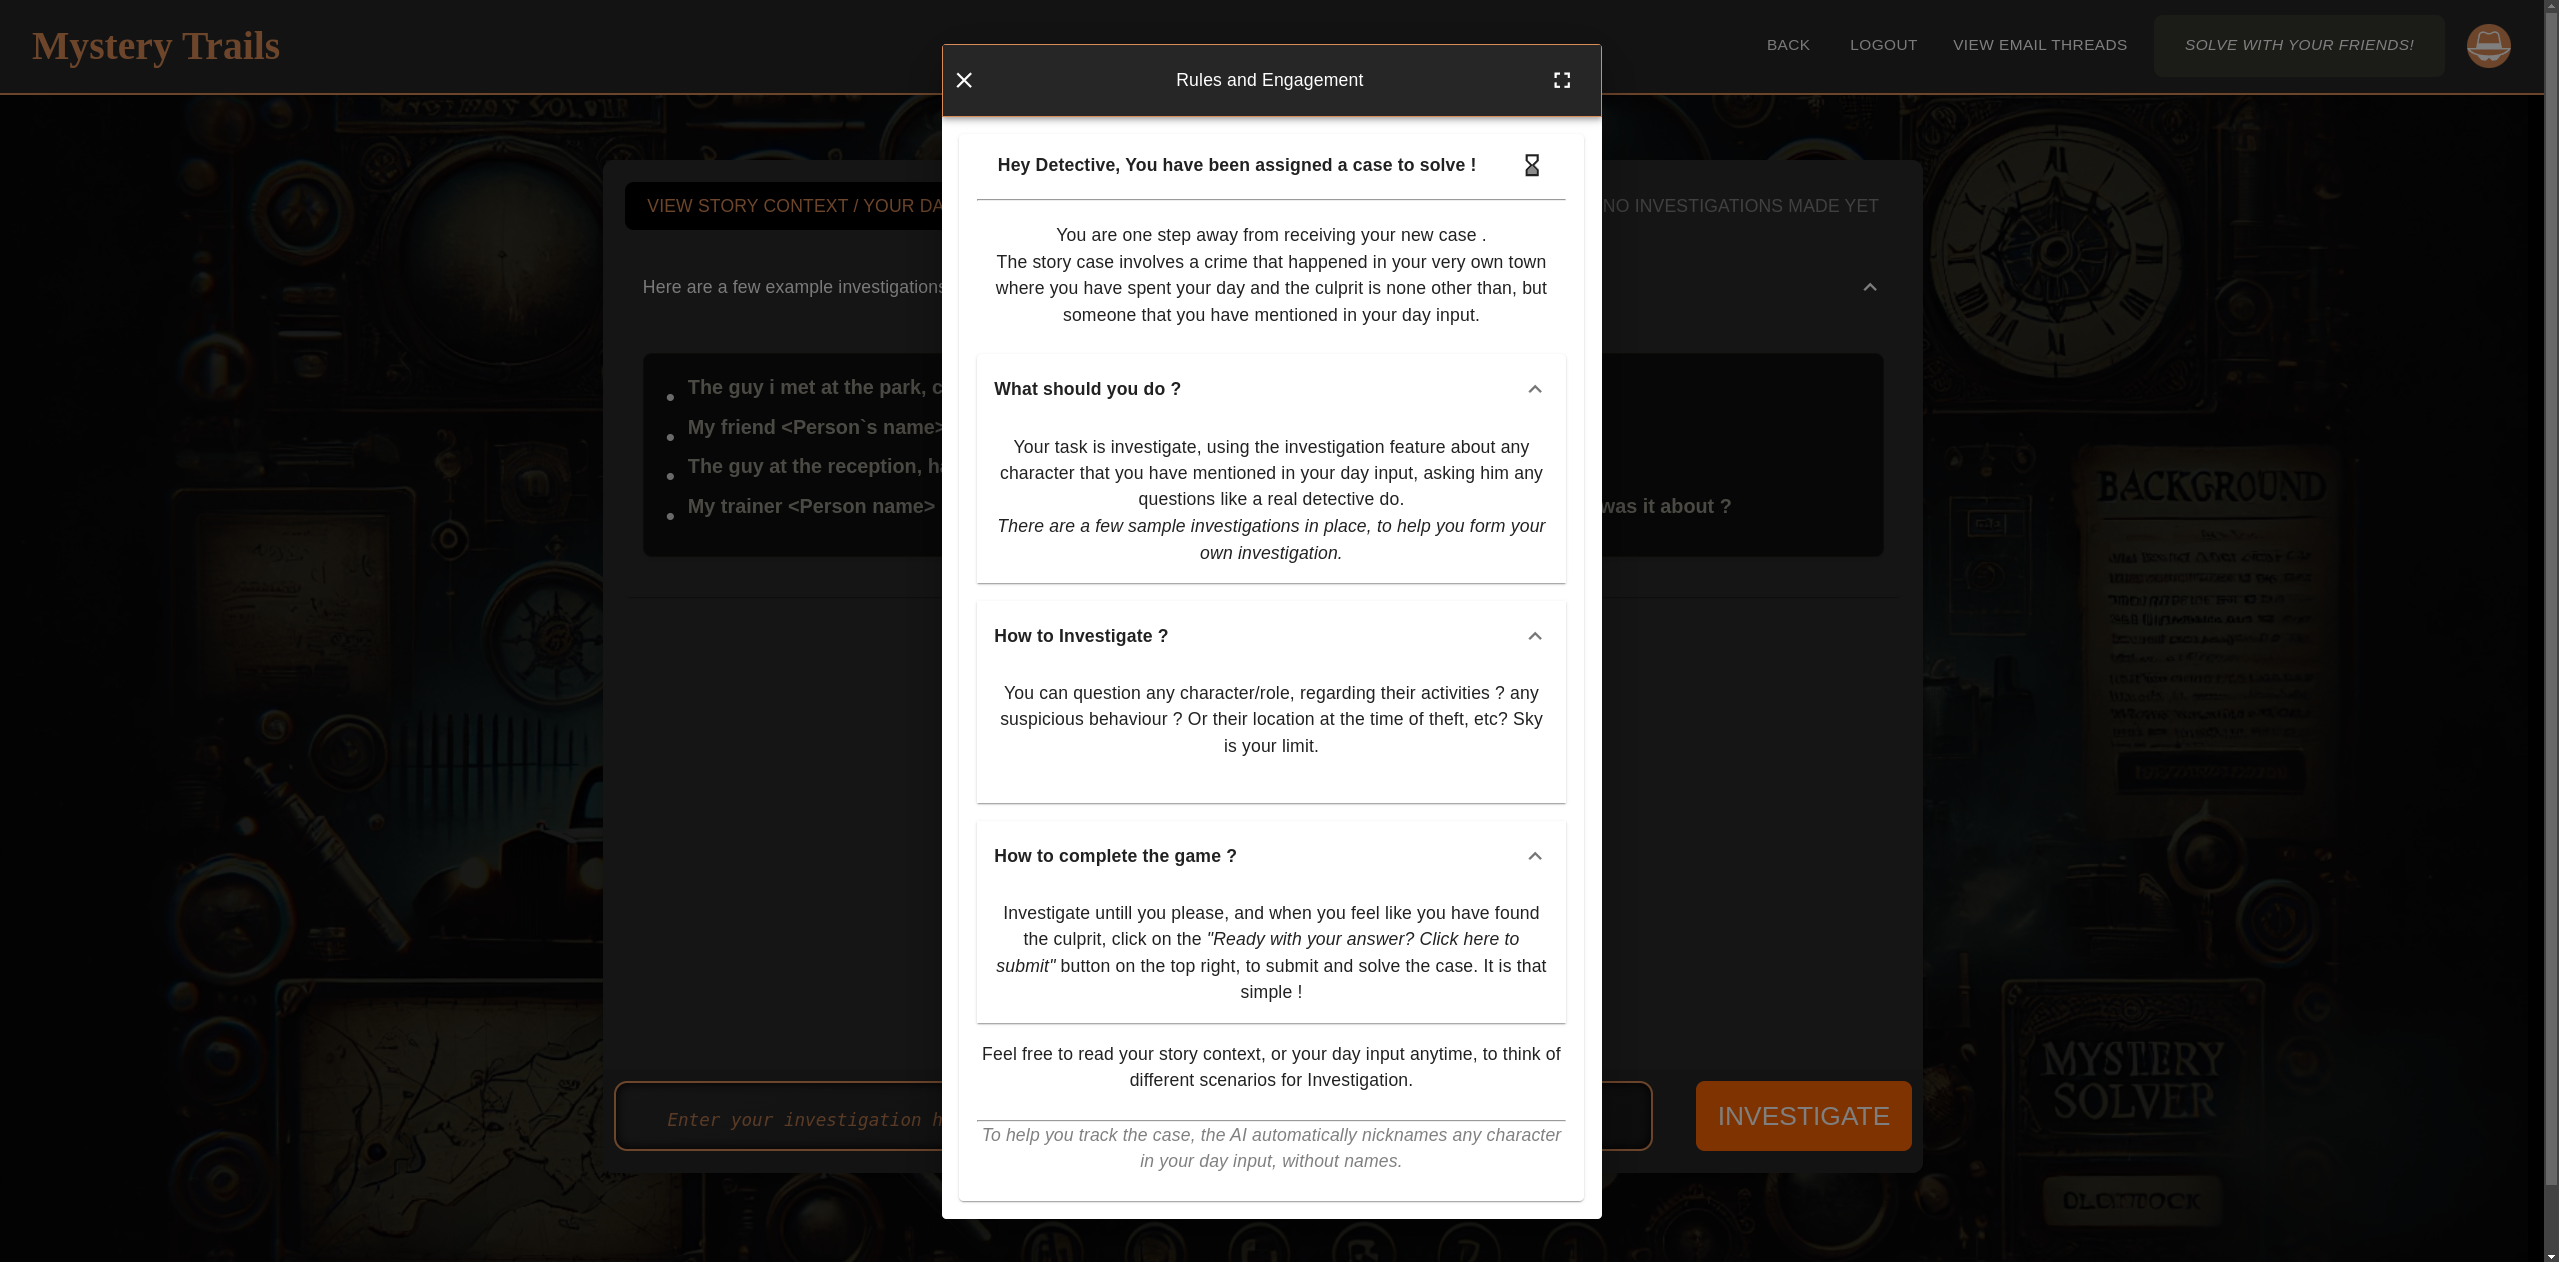 Mystery Trails
BACK
LOGOUT
VIEW EMAIL THREADS
SOLVE WITH YOUR FRIENDS!
Rules and Engagement
Hey Detective, You have been assigned a case to solve !
You are one step away from receiving your new case .
The story case involves a crime that happened in your very own town
where you have spent your day and the culprit is none other than, but
someone that you have mentioned in your day input.
What should you do ?
Your task is investigate, using the investigation feature about any
character that you have mentioned in your day input, asking him any
questions like a real detective do.
There are a few sample investigations in place, to help you form your
own investigation.
How to Investigate ?
You can question any character/role, regarding their activities ? any
suspicious behaviour ? Or their location at the time of theft, etc? Sky
is your limit.
How to complete the game ?
Investigate untill you please, and when you feel like you have found
the culprit, click on the "Ready with your answer? Click here to
submit" button on the top right, to submit and solve the case. It is that
simple !
Feel free to read your story context, or your day input anytime, to think of
different scenarios for Investigation.
To help you track the case, the AI automatically nicknames any character
in your day input, without names.
VIEW STORY CONTEXT / YOUR DA
NO INVESTIGATIONS MADE YET
Here are a few example investigations
The guy i met at the park, c
My friend <Person`s name>
The guy at the reception, ha
My trainer <Person name>
was it about ?
Enter your investigation h
INVESTIGATE
BACKGROUND
MYSTERY
SOLVER